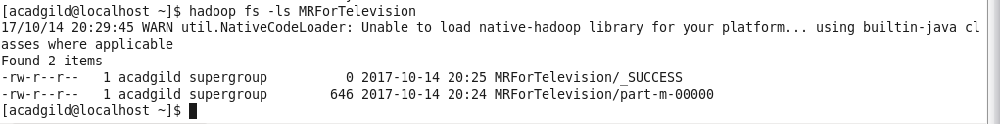 [acadgild@localhost ~]$ hadoop fs -ls MRForTelevision
17/10/14 20:29:45 WARN util.NativeCodeLoader: Unable to load native-hadoop library for your platform... using builtin-java cl
asses where applicable
Found 2 items
-rw-r--r--   1 acadgild supergroup          0 2017-10-14 20:25 MRForTelevision/_SUCCESS
-rw-r--r--   1 acadgild supergroup        646 2017-10-14 20:24 MRForTelevision/part-m-00000
[acadgild@localhost ~]$